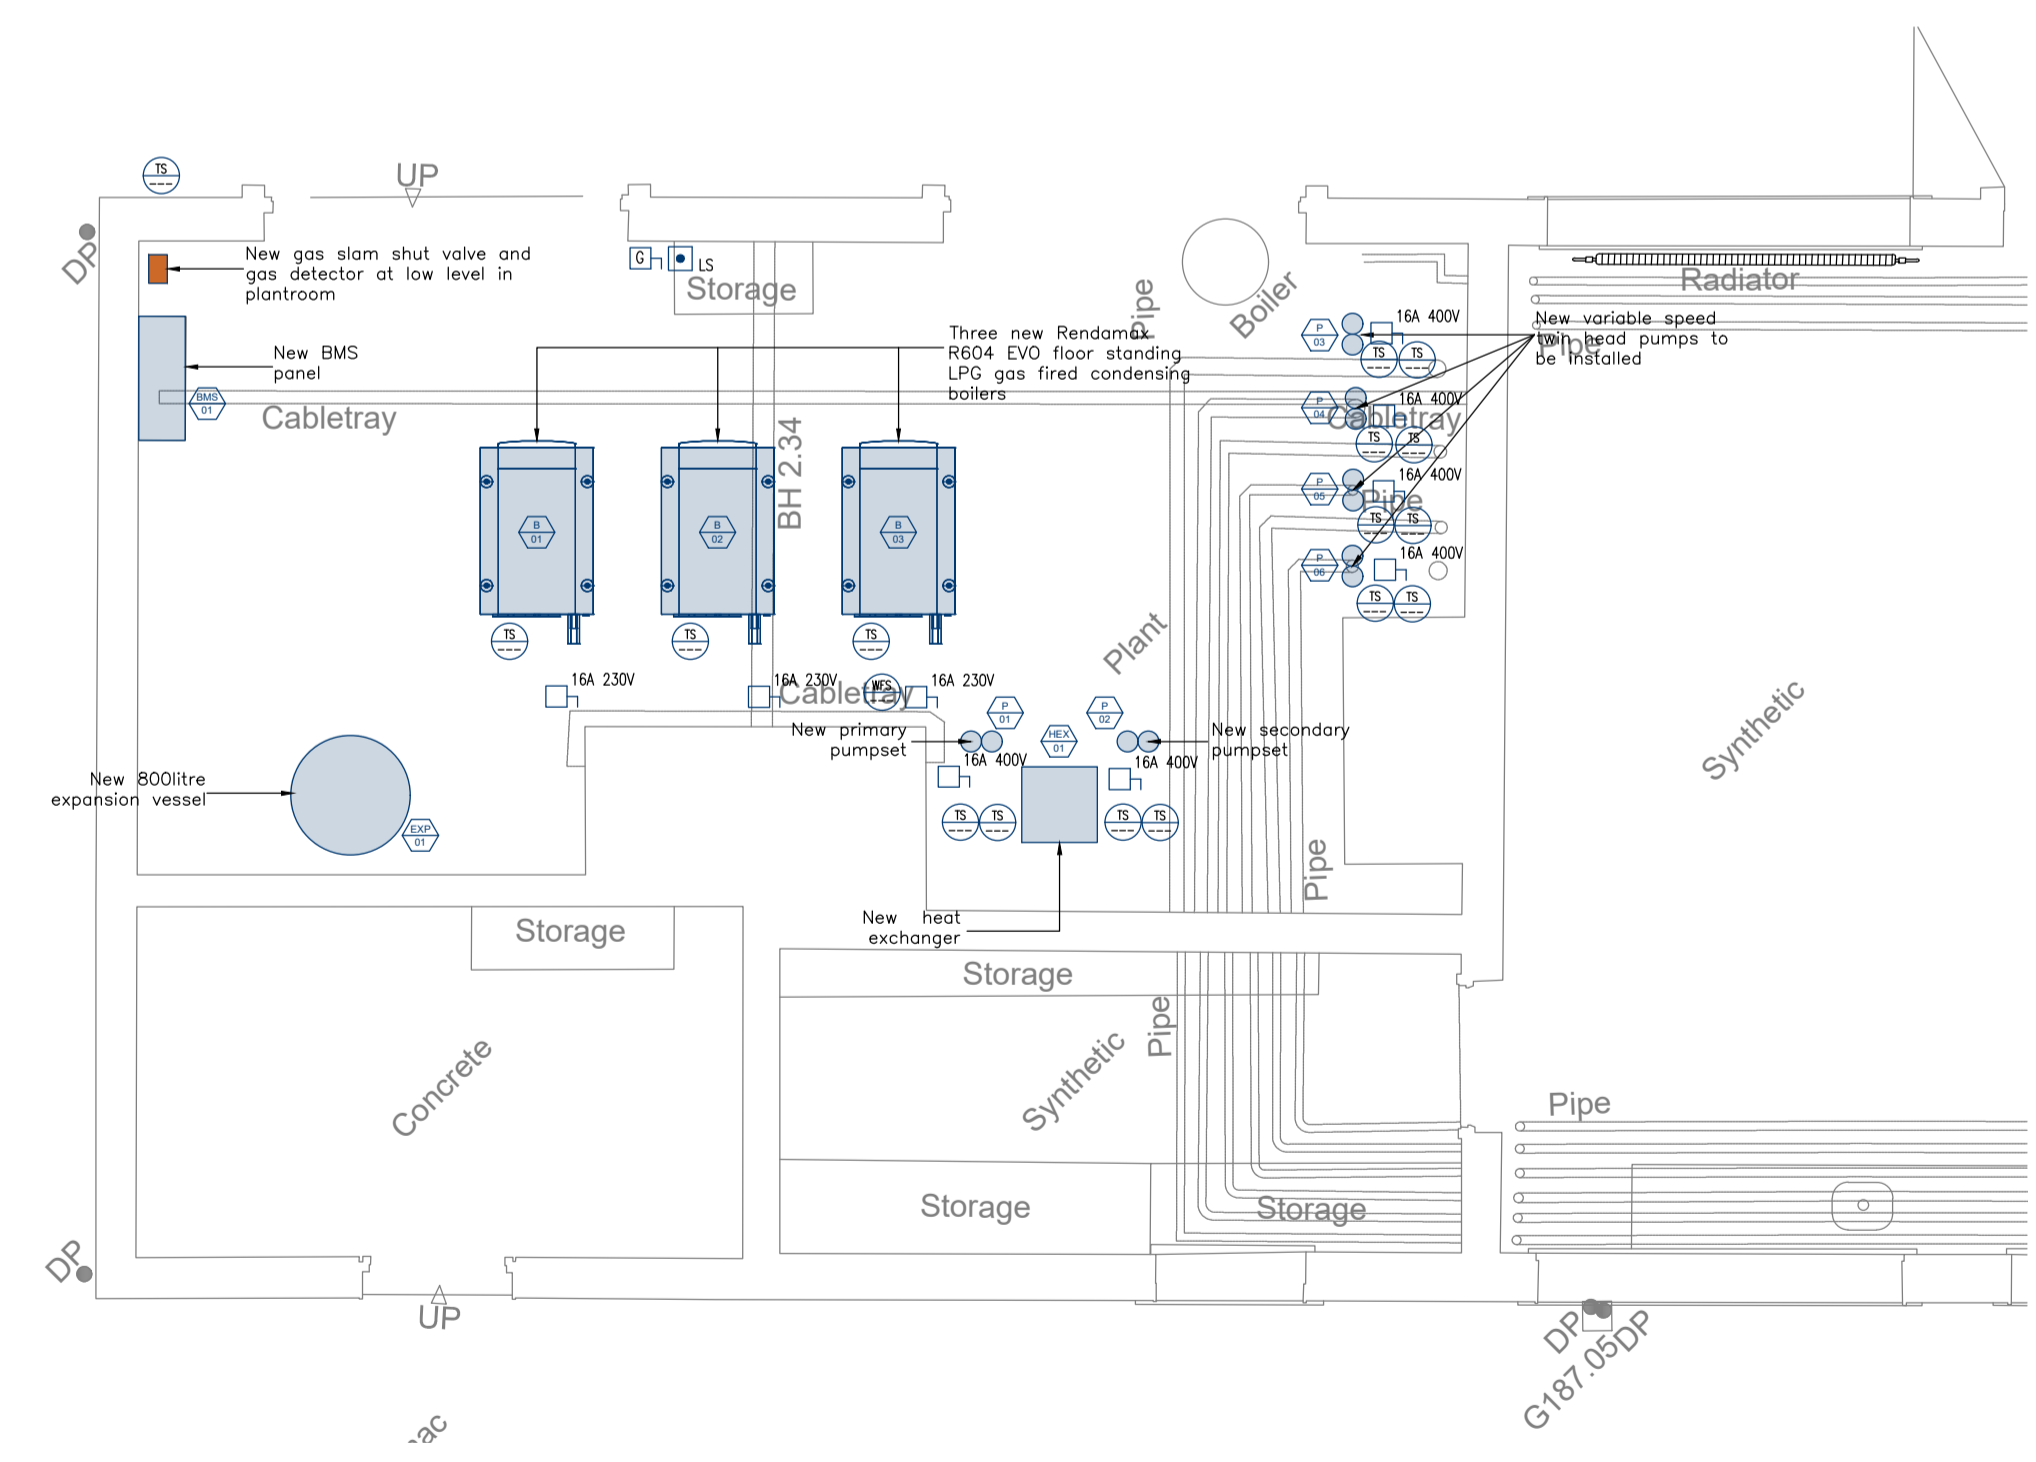 TS
UP
DP
New gas slam shut valve and
gas detector at low level in
plantroom
G
LS
Storage
Pipe
Boiler
Radiator
New BMS
panel
BMS
01
Cabletray
Three new Rendamax
R604 EVO floor standing
LPG gas fired condensing
boilers
BH 2.34
P
03
16A 400V
TS
TS
New variable speed
twin head pumps to
be installed
Pipe
P
04
16A 400V
Cabletray
TS
TS
P
05
16A 400V
Pipe
TS
TS
P
06
16A 400V
TS
TS
B
01
B
02
B
03
TS
TS
TS
Plant
16A 230V
16A 230V
Cabletray
WFS
16A 230V
Synthetic
New primary
pumpset
P
01
16A 400V
HEX
01
P
02
16A 400V
New secondary
pumpset
New 800litre
expansion vessel
EXP
01
TS
TS
TS
TS
Pipe
New heat
exchanger
Storage
Storage
Concrete
Synthetic
Pipe
Pipe
Storage
Storage
DP
UP
DP
DP
G187.05